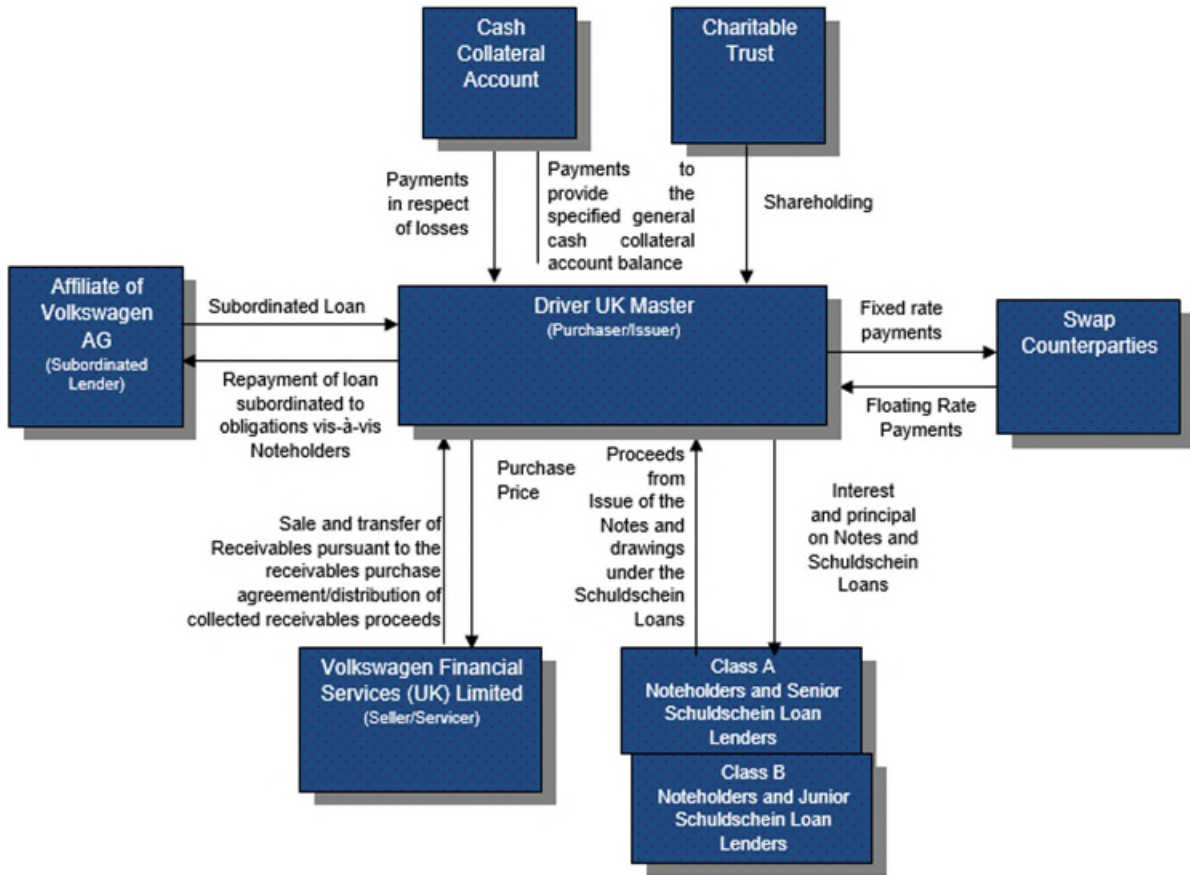 Cash
Collateral
Account
Charitable
Trust
Payments
in respect
of losses
Payments to
provide the
specified general
cash collateral
account balance
Shareholding
Affiliate of
Volkswagen
AG
(Subordinated
Lender)
Subordinated Loan
Repayment of loan
subordinated to
obligations vis-à-vis
Noteholders
Driver UK Master
(Purchaser/Issuer)
Fixed rate
payments
Floating Rate
Payments
Swap
Counterparties
Sale and transfer of
Receivables pursuant to the
receivables purchase
agreement/distribution of
collected receivables proceeds
Purchase
Price
Proceeds
from
Issue of the
Notes and
drawings
under the
Schuldschein
Loans
Interest
and principal
on Notes and
Schuldschein
Loans
Volkswagen Financial
Services (UK) Limited
(Seller/Servicer)
Class A
Noteholders and Senior
Schuldschein Loan
Lenders
Class B
Noteholders and Junior
Schuldschein Loan
Lenders